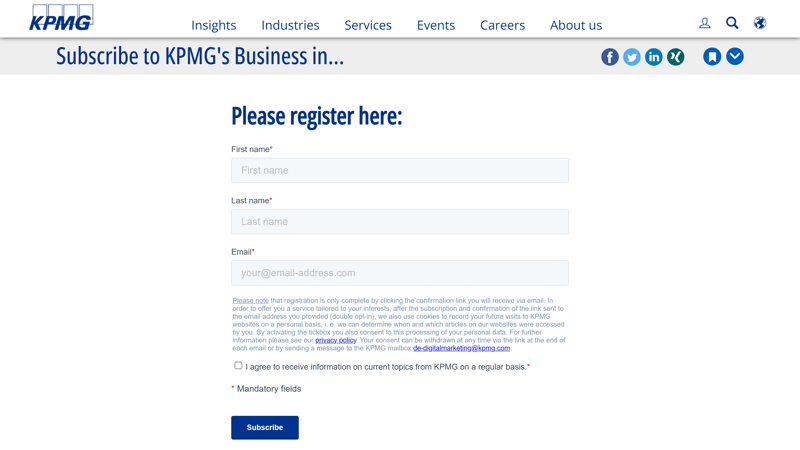 KPMG
Insights Industries Services Events Careers About us
Subscribe to KPMG's Business in...
Please register here:
First name*
First name
Last name*
Last name
Email*
your@email-address.com
Please note that registration is only complete by clicking the confirmation link you will receive via email. In
order to offer you a service tailored to your interests, after the subscription and confirmation of the link sent to
the email address you provided (double opt-in), we also use cookies to record your future visits to KPMG
websites on a personal basis, i. e. we can determine when and which articles on our websites were accessed
by you. By activating the tickbox you also consent to this processing of your personal data. For further
information please see our privacy policy. Your consent can be withdrawn at any time via the link at the end of
each email or by sending a message to the KPMG mailbox de-digitalmarketing@kpmg.com.
I agree to receive information on current topics from KPMG on a regular basis.*
* Mandatory fields
Subscribe